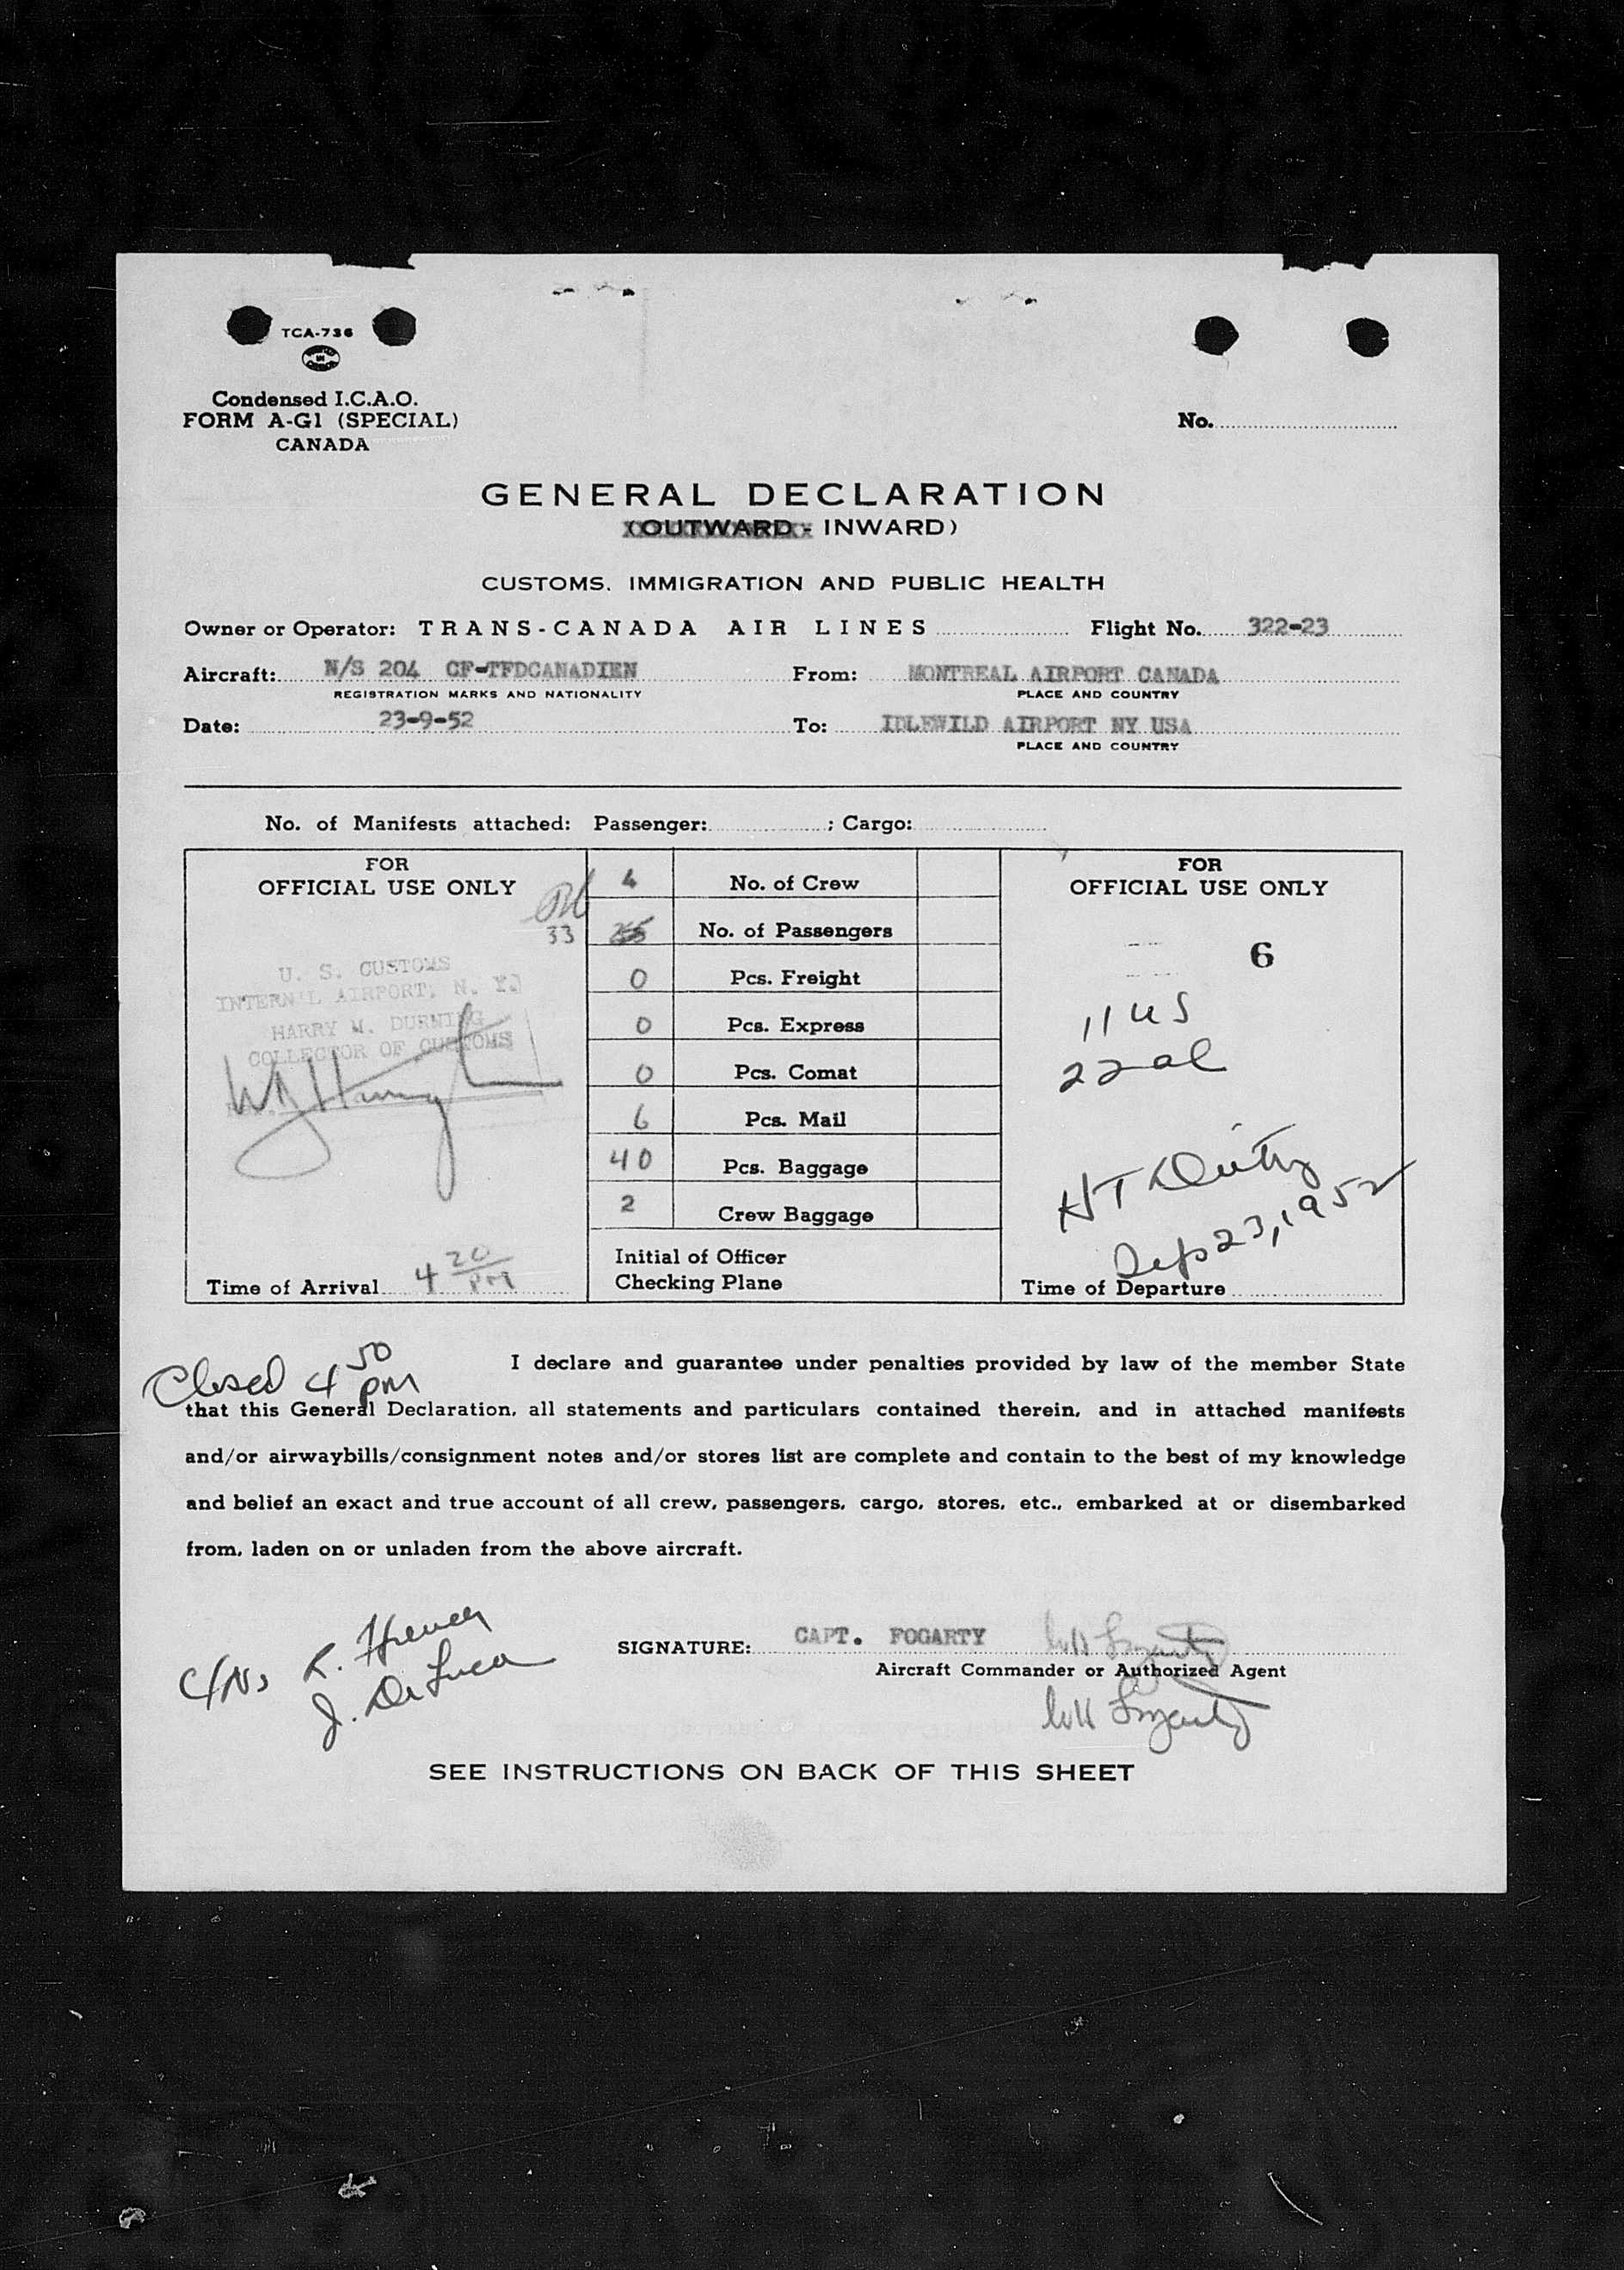 TCA-736
Condensed I.C.A.O.
FORM A-G1 (SPECIAL)
CANADA
No.
GENERAL DECLARATION
(OUTWARD - INWARD)
CUSTOMS, IMMIGRATION AND PUBLIC HEALTH
Owner or Operator: TRANS-CANADA AIR LINES Flight No. 322-23
Aircraft: N/S 204 CF-TFDCANADIEN From: MONTREAL AIRPORT CANADA
REGISTRATION MARKS AND NATIONALITY PLACE AND COUNTRY
Date: 23-9-52 To: IDLEWILD AIRPORT NY USA
PLACE AND COUNTRY
No. of Manifests attached: Passenger: ; Cargo:
FOR
OFFICIAL USE ONLY
33
U. S. CUSTOMS
INTERN'L AIRPORT, N. Y.
HARRY M. DURNING
COLLECTOR OF CUSTOMS
Time of Arrival 4 20 PM
4 No. of Crew
No. of Passengers
0 Pcs. Freight
0 Pcs. Express
0 Pcs. Comat
6 Pcs. Mail
40 Pcs. Baggage
2 Crew Baggage
Initial of Officer
Checking Plane
FOR
OFFICIAL USE ONLY
6
11 US
22 al
Sep 23, 1952
Time of Departure
Closed 4 50 PM
I declare and guarantee under penalties provided by law of the member State
that this General Declaration, all statements and particulars contained therein, and in attached manifests
and/or airwaybills/consignment notes and/or stores list are complete and contain to the best of my knowledge
and belief an exact and true account of all crew, passengers, cargo, stores, etc., embarked at or disembarked
from, laden on or unladen from the above aircraft.
J. DeLuca
SIGNATURE: CAPT. FOGARTY
Aircraft Commander or Authorized Agent
SEE INSTRUCTIONS ON BACK OF THIS SHEET